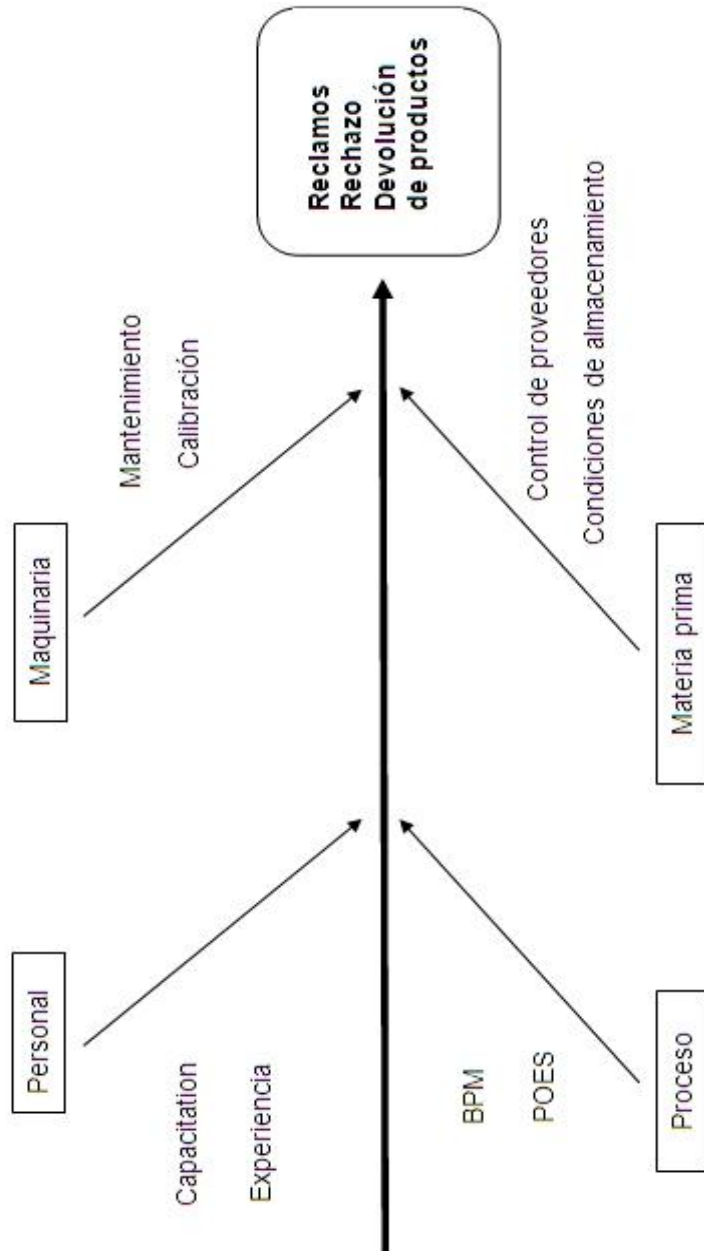 Personal
Maquinaria
Capacitation
Experiencia
Mantenimiento
Calibración
Reclamos
Rechazo
Devolución
de productos
BPM
POES
Control de proveedores
Condiciones de almacenamiento
Proceso
Materia prima